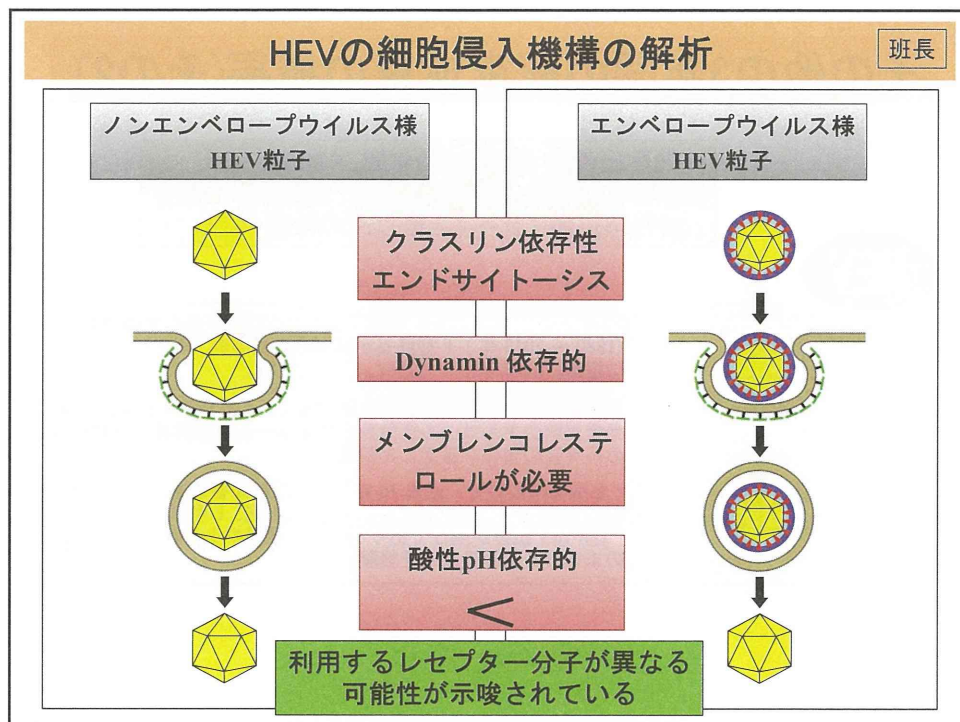 HEVの細胞侵入機構の解析
班長
ノンエンベロープウイルス様
HEV粒子
エンベロープウイルス様
HEV粒子
クラスリン依存性
エンドサイトーシス
Dynamin 依存的
メンブレンコレステ
ロールが必要
酸性pH依存的
<
利用するレセプター分子が異なる
可能性が示唆されている